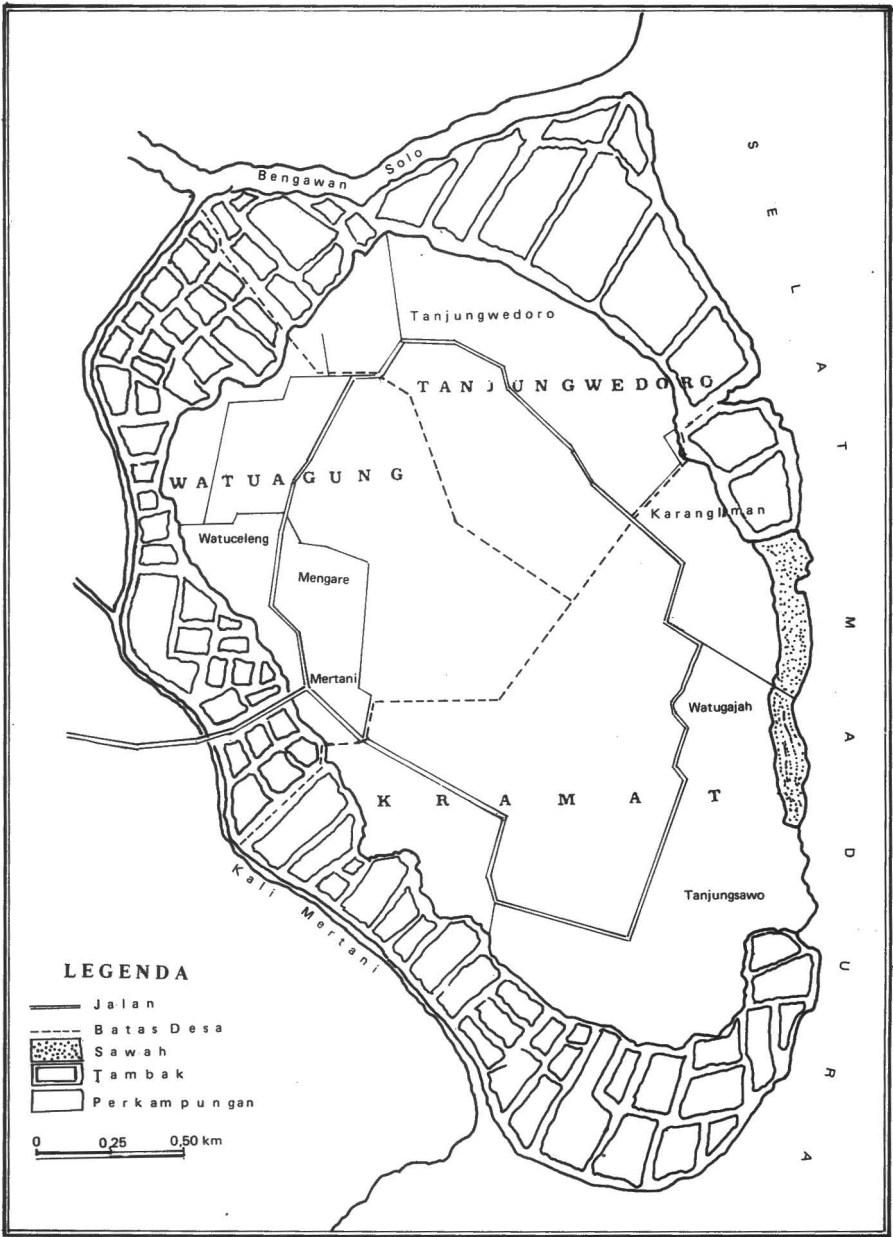 Bengawan Solo
SELAT MADURA
Tanjungwedoro
TANJUNGWEDORO
WATUAGUNG
Karangliman
Watuceleng
Mengare
Mertani
Watugajah
KRAMAT
Tanjungsawo
Kali Mertani
LEGENDA
Jalan
Batas Desa
Sawah
Tambak
Perkampungan
0 0,25 0,50 km